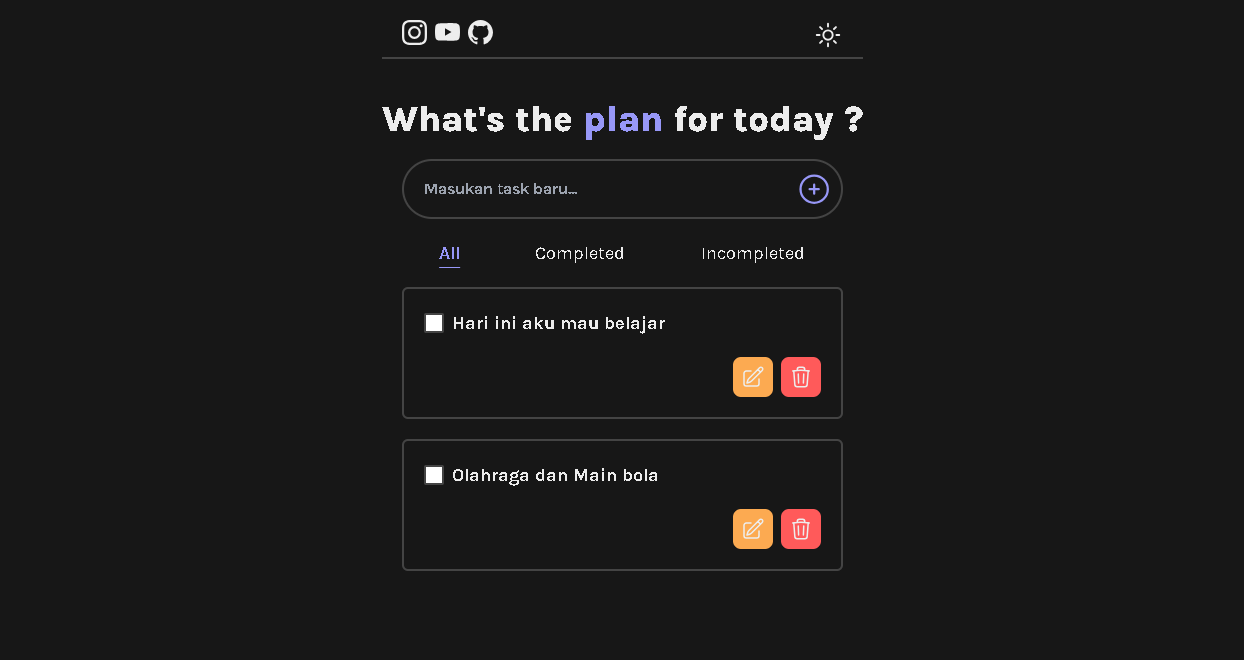 What's the plan for today ?
Masukan task baru...
All Completed Incompleted
Hari ini aku mau belajar
Olahraga dan Main bola